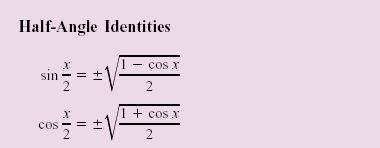 Half-Angle Identities
sin x/2 = ±√((1 − cos x)/2)
cos x/2 = ±√((1 + cos x)/2)